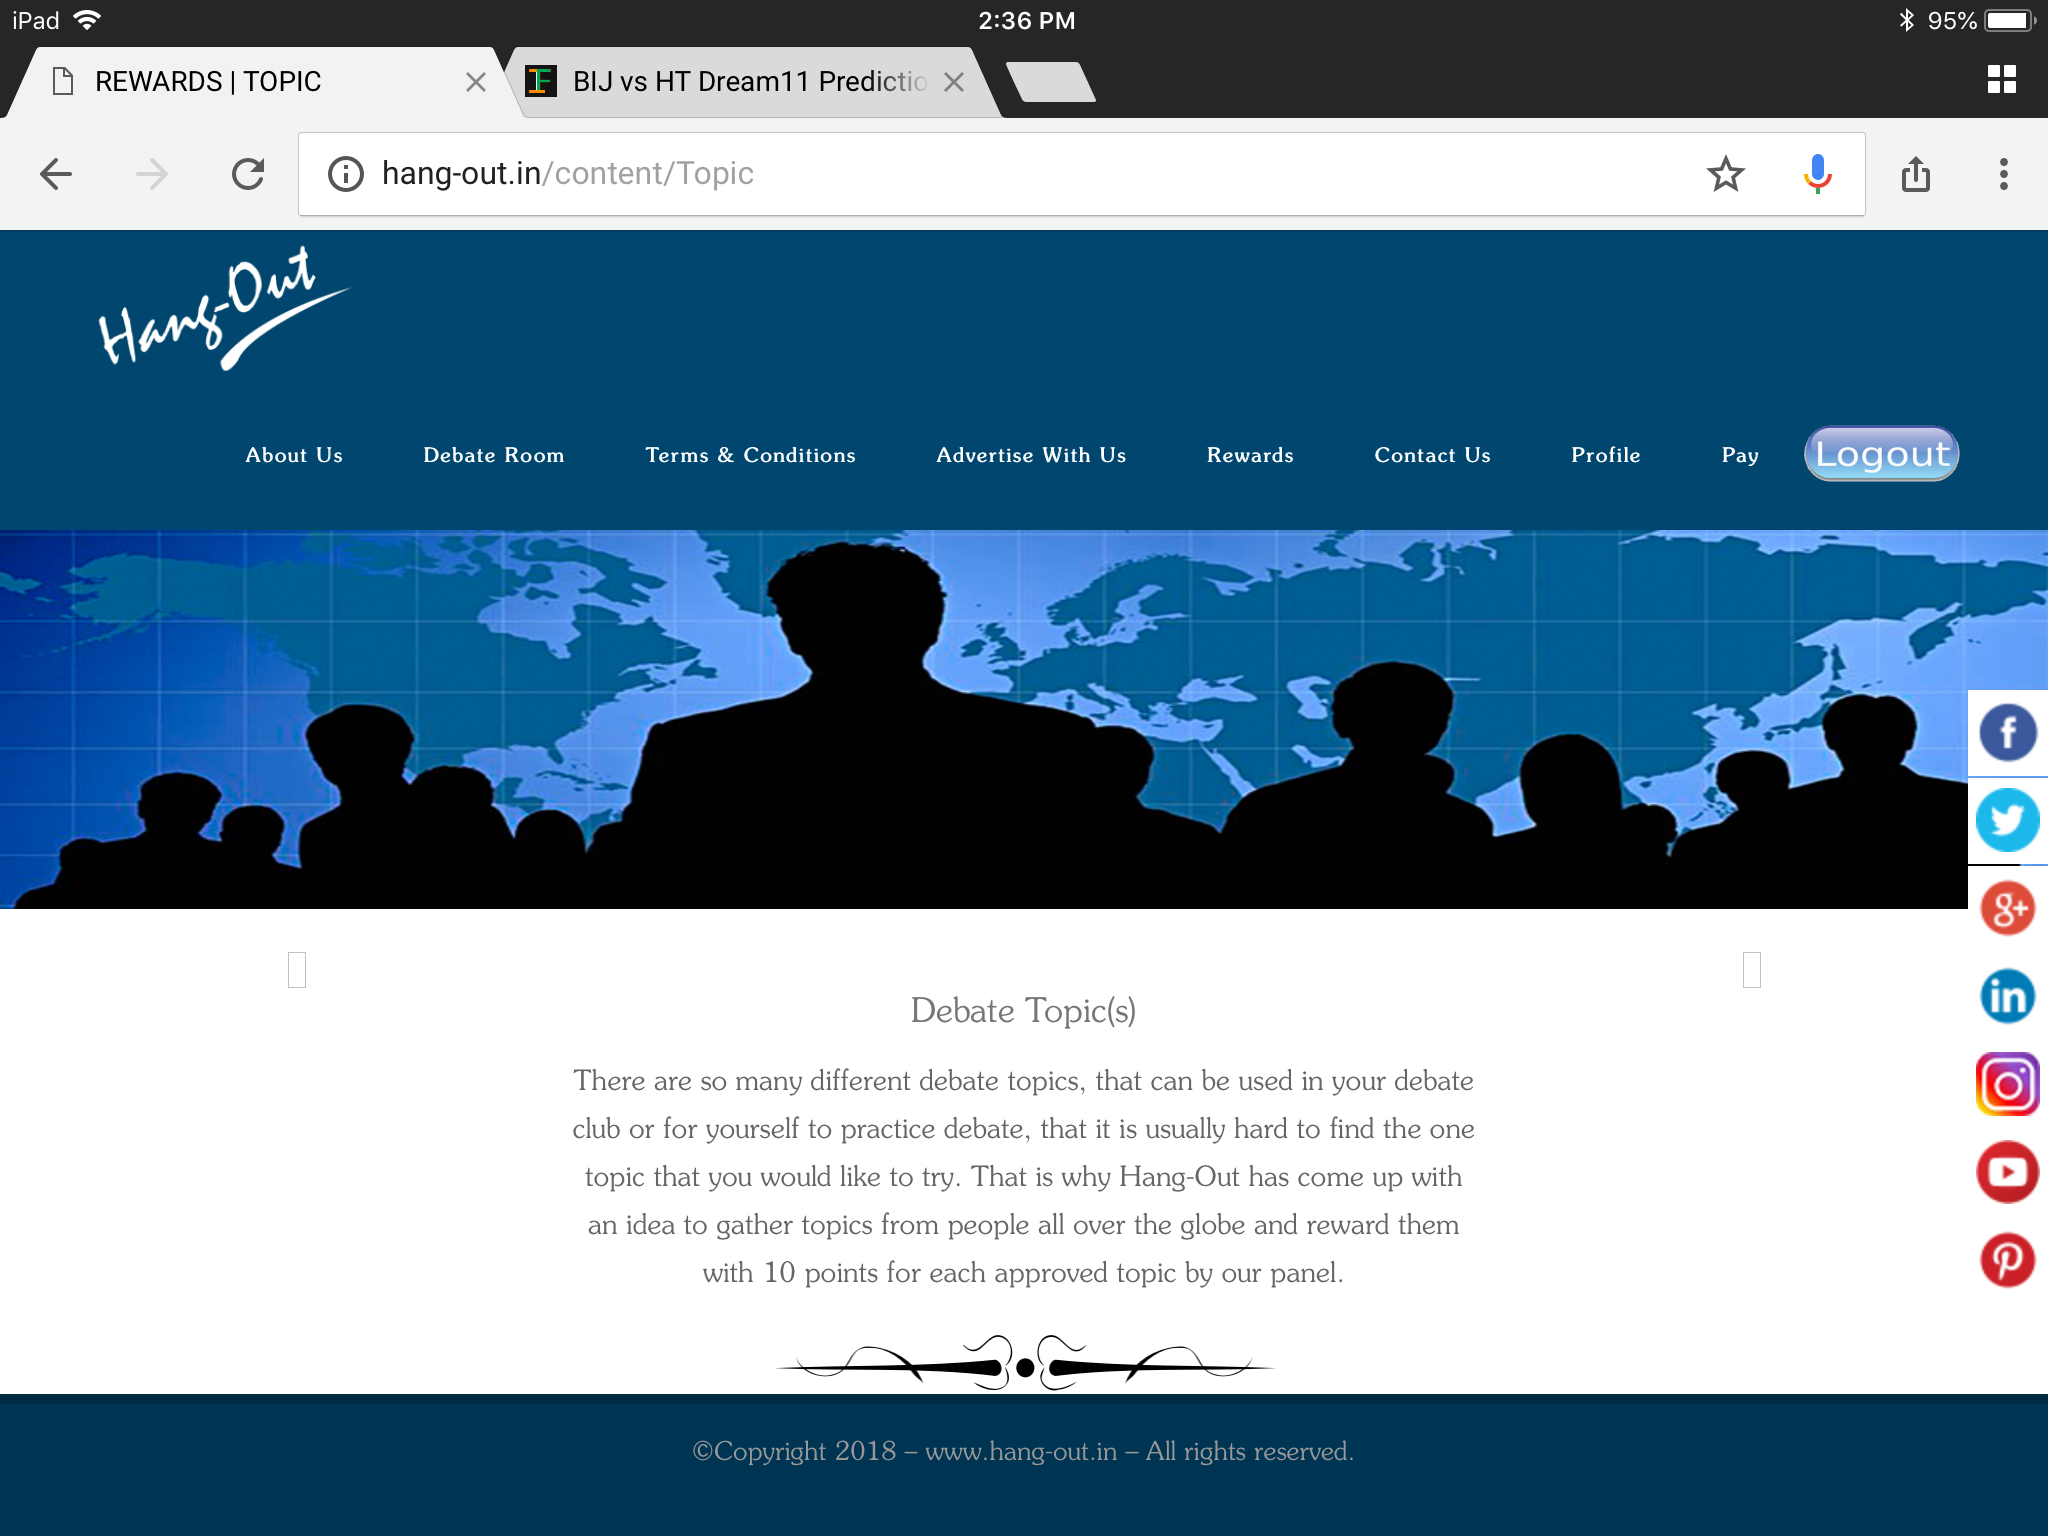 iPad
2:36 PM
95%
REWARDS | TOPIC
BIJ vs HT Dream11 Predictio
hang-out.in/content/Topic
Hang-Out
About Us
Debate Room
Terms & Conditions
Advertise With Us
Rewards
Contact Us
Profile
Pay
Logout
Debate Topic(s)
There are so many different debate topics, that can be used in your debate
club or for yourself to practice debate, that it is usually hard to find the one
topic that you would like to try. That is why Hang-Out has come up with
an idea to gather topics from people all over the globe and reward them
with 10 points for each approved topic by our panel.
©Copyright 2018 – www.hang-out.in – All rights reserved.